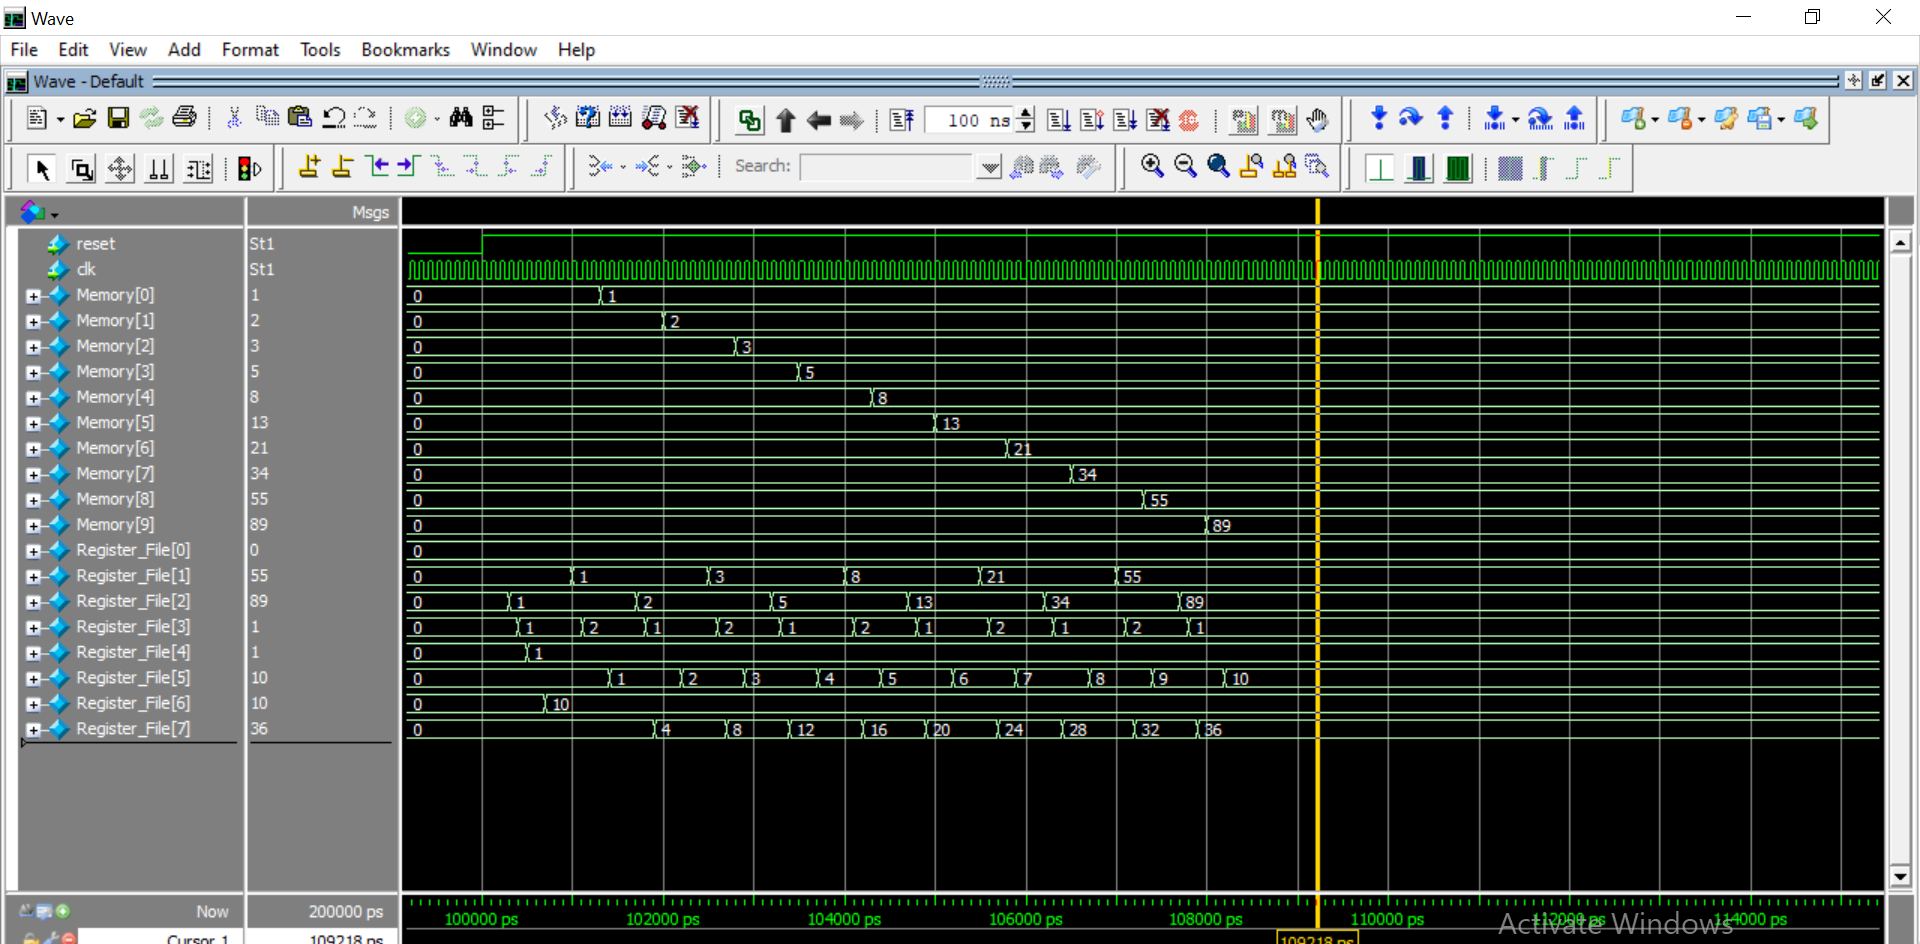 Wave
File Edit View Add Format Tools Bookmarks Window Help
Wave - Default
100 ns
Search:
Msgs
reset St1
clk St1
Memory[0] 1 0 1
Memory[1] 2 0 2
Memory[2] 3 0 3
Memory[3] 5 0 5
Memory[4] 8 0 8
Memory[5] 13 0 13
Memory[6] 21 0 21
Memory[7] 34 0 34
Memory[8] 55 0 55
Memory[9] 89 0 89
Register_File[0] 0 0
Register_File[1] 55 0 1 3 8 21 55
Register_File[2] 89 0 1 2 5 13 34 89
Register_File[3] 1 0 1 2 1 2 1 2 1 2 1 2 1
Register_File[4] 1 0 1
Register_File[5] 10 0 1 2 3 4 5 6 7 8 9 10
Register_File[6] 10 0 10
Register_File[7] 36 0 4 8 12 16 20 24 28 32 36
Now 200000 ps 100000 ps 102000 ps 104000 ps 106000 ps 108000 ps 110000 ps 112000 ps 114000 ps
Activate Windows
Cursor 1 109218 ps 109218 ps